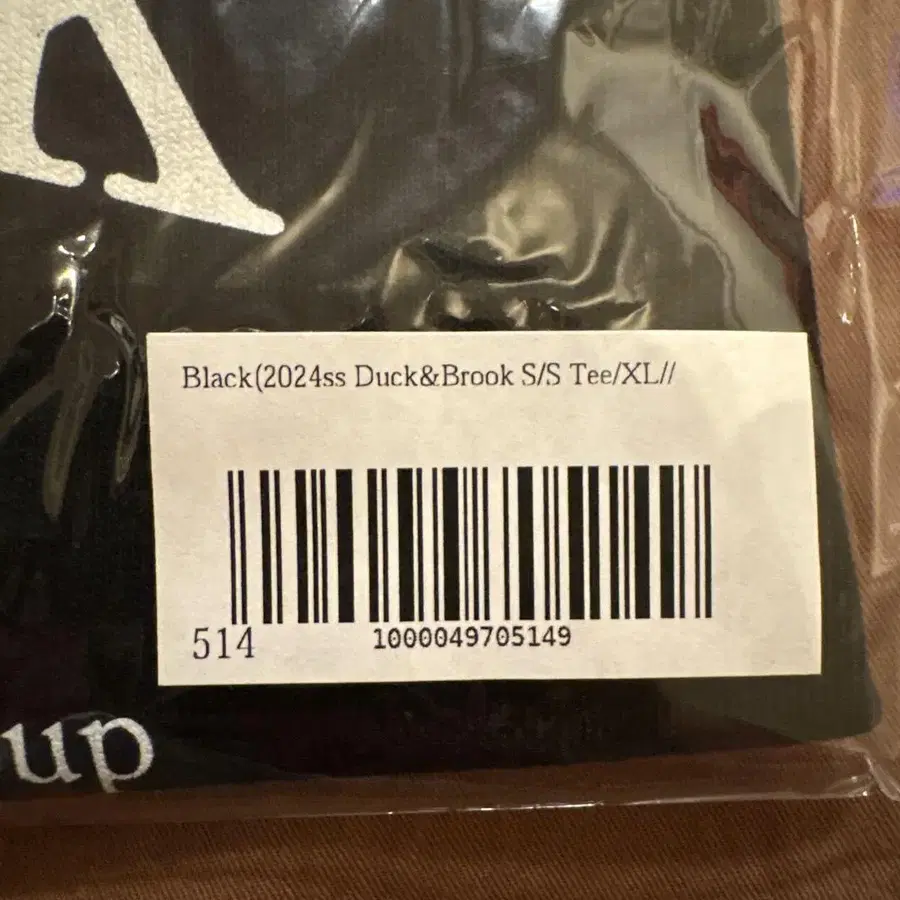 Black(2024ss Duck&Brook S/S Tee/XL//
514
1000049705149
up